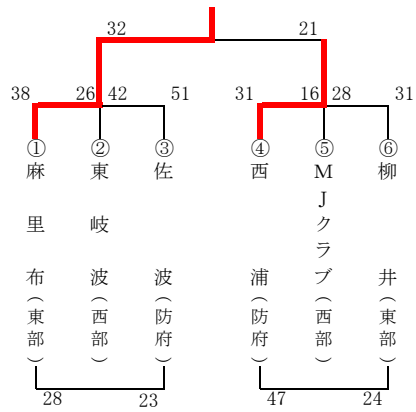 32 21
38 26 42 51 31 16 28 31
① ② ③ ④ ⑤ ⑥
麻里布（東部）
東岐波（西部）
佐波（防府）
西浦（防府）
MJクラブ（西部）
柳井（東部）
28 23 47 24